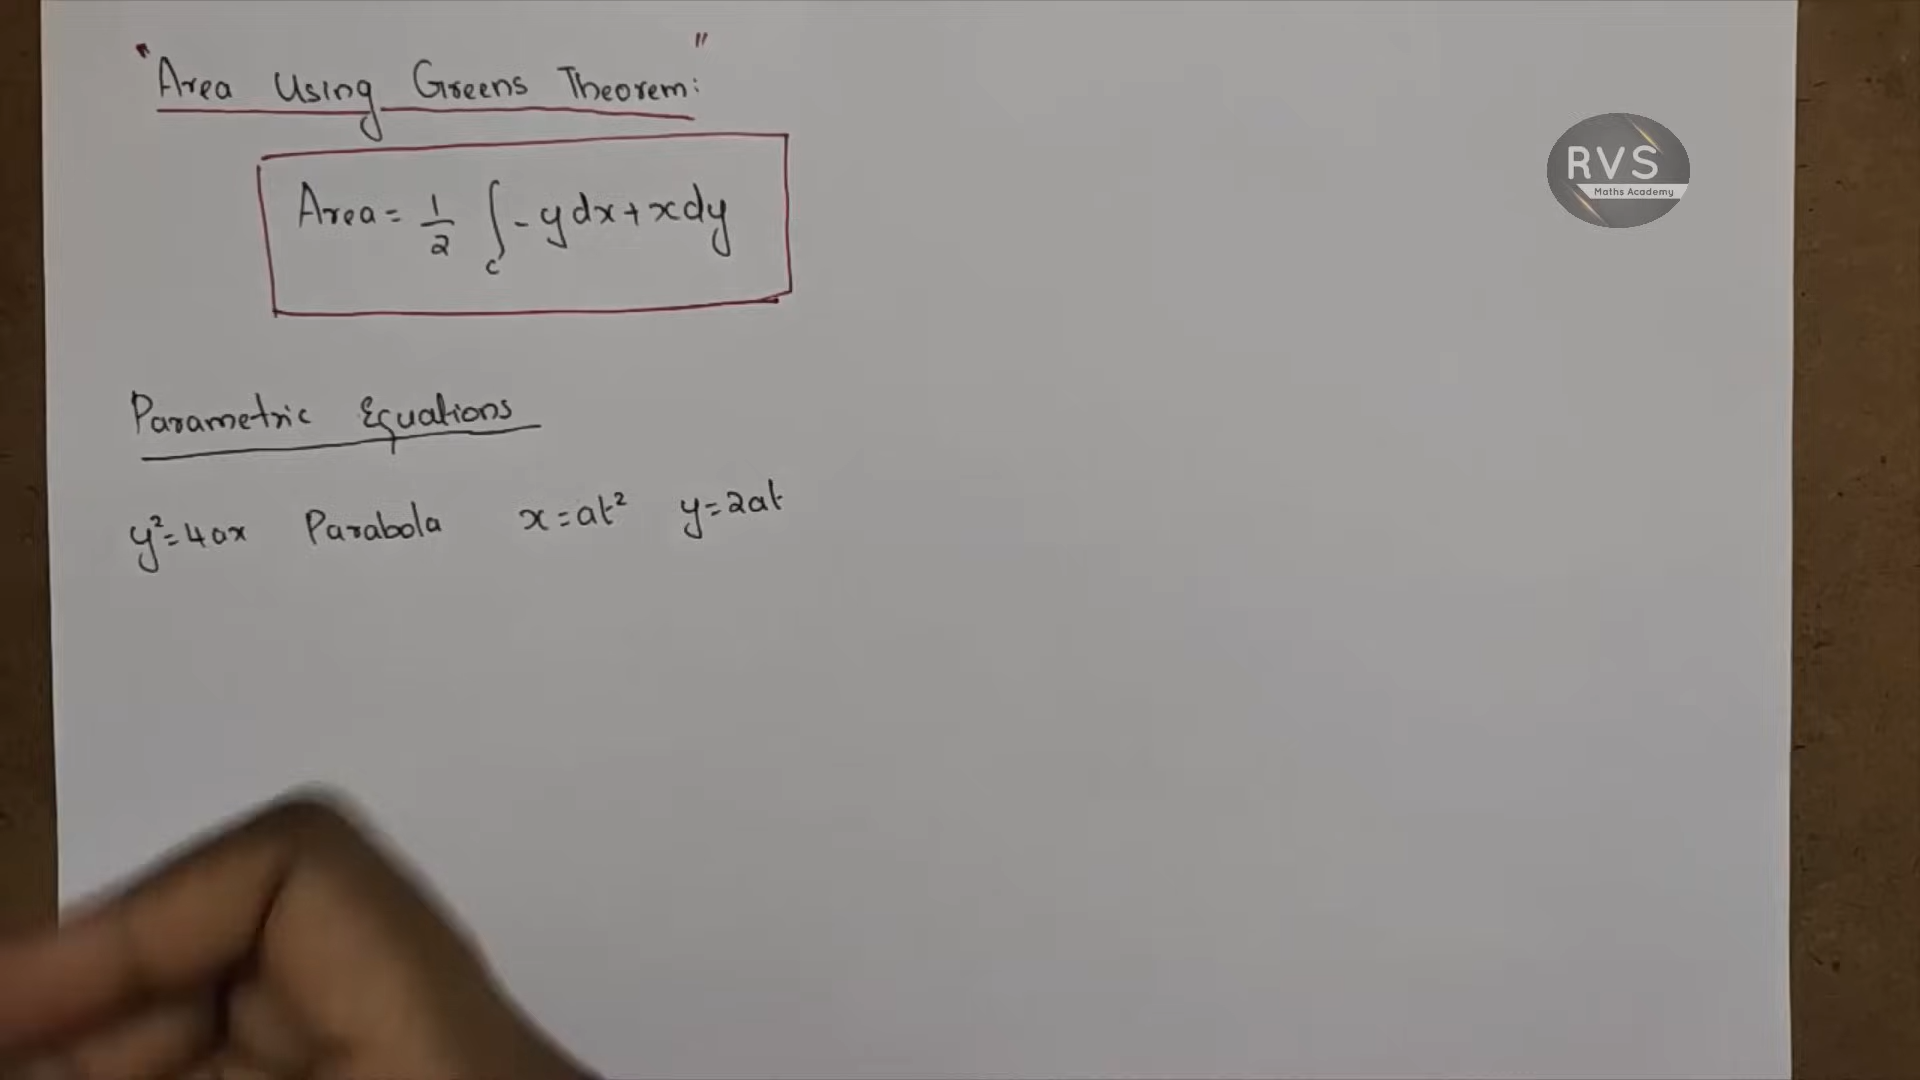 "Area Using Greens Theorem:"
Area = 1/2 ∫c -ydx+xdy
Parametric Equations
y²=4ax Parabola x=at² y=2at
RVS
Maths Academy